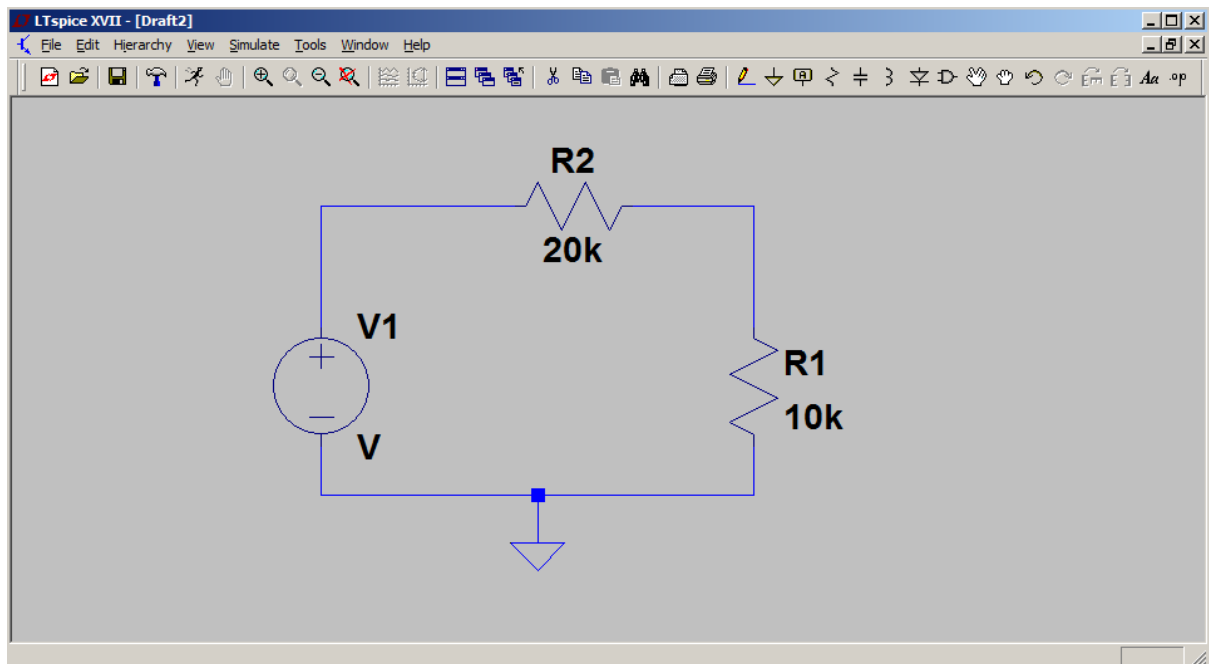 LTspice XVII - [Draft2]
File Edit Hierarchy View Simulate Tools Window Help
Aa .op
R2
20k
V1
V
R1
10k